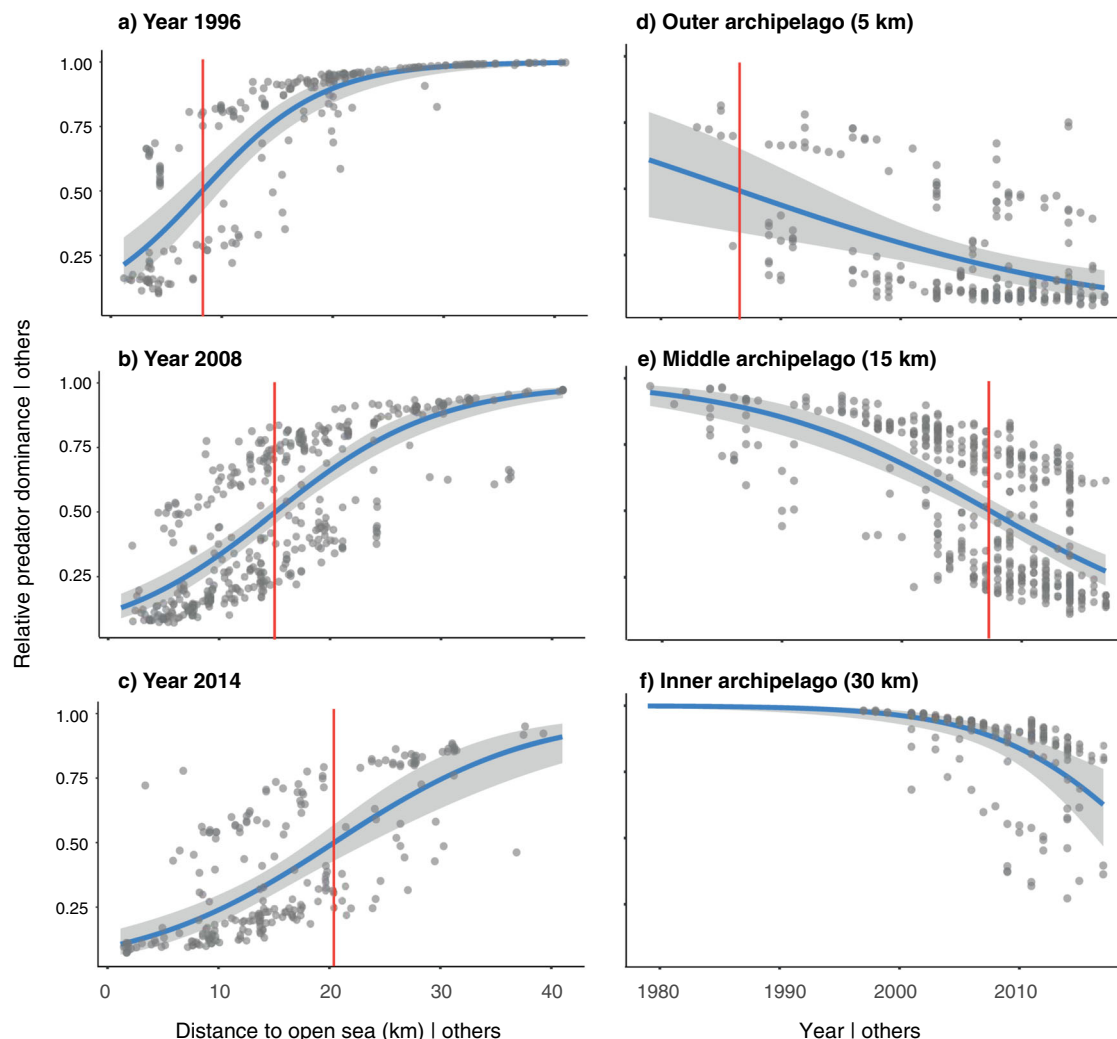 a) Year 1996
1.00
0.75
0.50
0.25
b) Year 2008
1.00
0.75
0.50
0.25
c) Year 2014
1.00
0.75
0.50
0.25
0
10
20
30
40
Distance to open sea (km) | others
Relative predator dominance | others
d) Outer archipelago (5 km)
e) Middle archipelago (15 km)
f) Inner archipelago (30 km)
1980
1990
2000
2010
Year | others